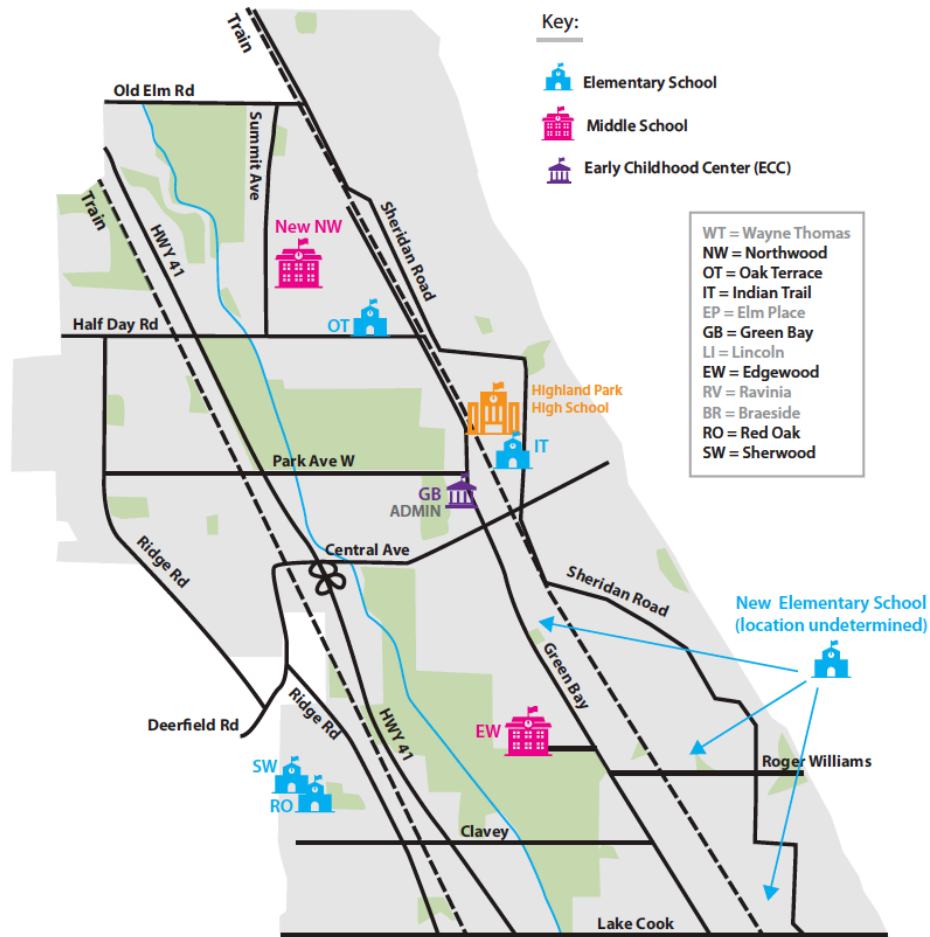 Key:
Elementary School
Middle School
Early Childhood Center (ECC)
WT = Wayne Thomas
NW = Northwood
OT = Oak Terrace
IT = Indian Trail
EP = Elm Place
GB = Green Bay
LI = Lincoln
EW = Edgewood
RV = Ravinia
BR = Braeside
RO = Red Oak
SW = Sherwood
Train
Old Elm Rd
Summit Ave
Train
HWY 41
New NW
Sheridan Road
OT
Half Day Rd
Highland Park
High School
IT
Park Ave W
GB
ADMIN
Central Ave
Ridge Rd
Sheridan Road
New Elementary School
(location undetermined)
Green Bay
Ridge Rd
Deerfield Rd
HWY 41
EW
SW
RO
Roger Williams
Clavey
Lake Cook